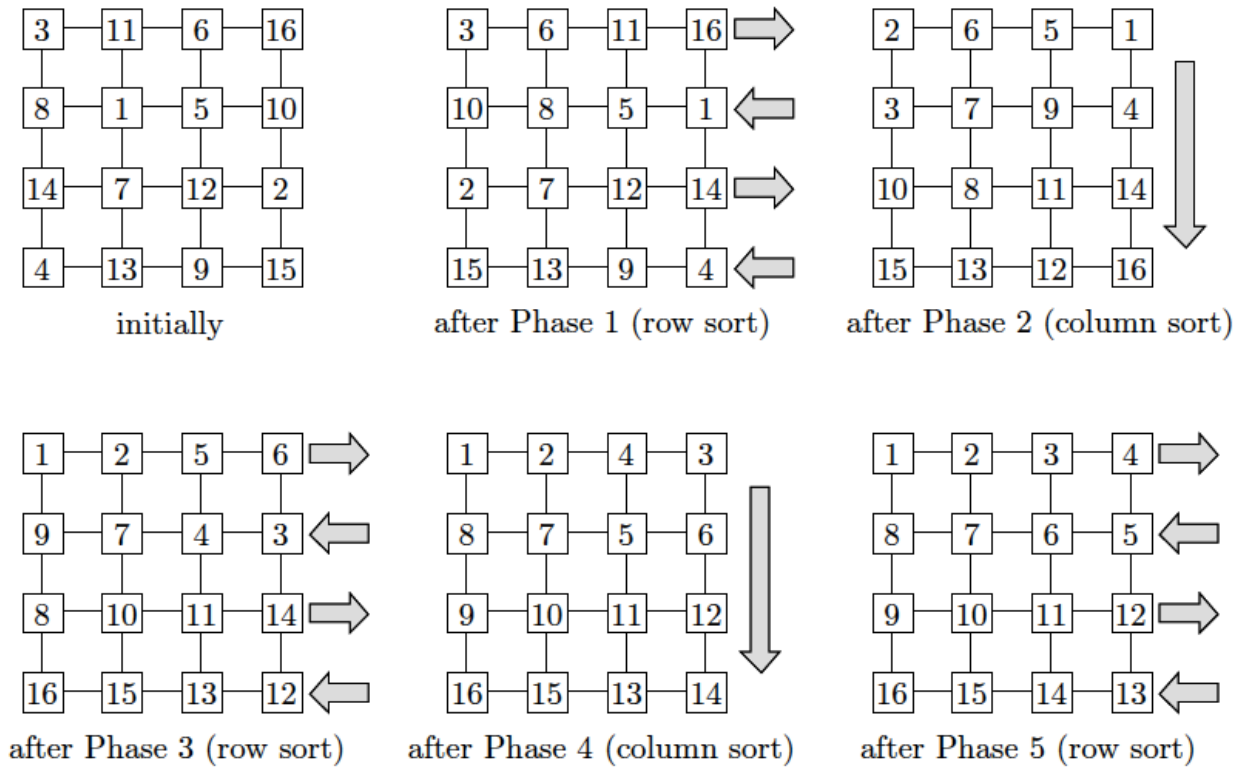 3 11 6 16 3 6 11 16 2 6 5 1
8 1 5 10 10 8 5 1 3 7 9 4
14 7 12 2 2 7 12 14 10 8 11 14
4 13 9 15 15 13 9 4 15 13 12 16
initially after Phase 1 (row sort) after Phase 2 (column sort)
1 2 5 6 1 2 4 3 1 2 3 4
9 7 4 3 8 7 5 6 8 7 6 5
8 10 11 14 9 10 11 12 9 10 11 12
16 15 13 12 16 15 13 14 16 15 14 13
after Phase 3 (row sort) after Phase 4 (column sort) after Phase 5 (row sort)